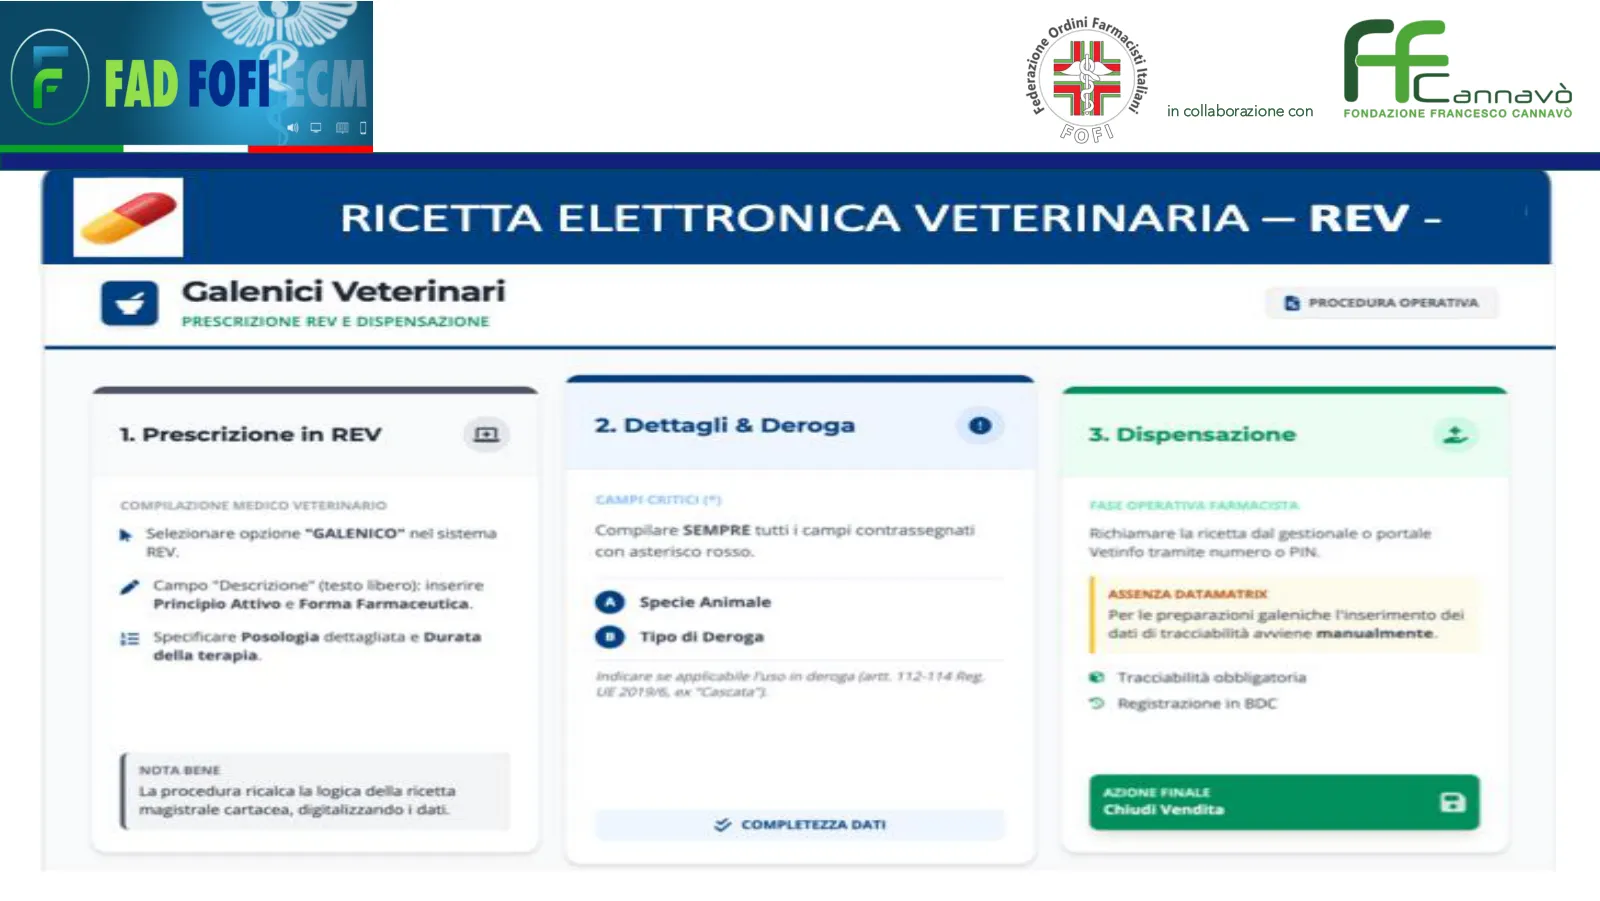 FAD FOFI ECM
Federazione Ordini Farmacisti Italiani
FOFI
in collaborazione con
Cannavò
FONDAZIONE FRANCESCO CANNAVÒ
RICETTA ELETTRONICA VETERINARIA – REV -
Galenici Veterinari
PRESCRIZIONE REV E DISPENSAZIONE
PROCEDURA OPERATIVA
1. Prescrizione in REV
COMPILAZIONE MEDICO VETERINARIO
Selezionare opzione "GALENICO" nel sistema
REV.
Campo "Descrizione" (testo libero): inserire
Principio Attivo e Forma Farmaceutica.
Specificare Posologia dettagliata e Durata
della terapia.
NOTA BENE
La procedura ricalca la logica della ricetta
magistrale cartacea, digitalizzando i dati.
2. Dettagli & Deroga
CAMPI CRITICI (*)
Compilare SEMPRE tutti i campi contrassegnati
con asterisco rosso.
A Specie Animale
B Tipo di Deroga
Indicare se applicabile l'uso in deroga (artt. 112-114 Reg.
UE 2019/6, ex "Cascata").
COMPLETEZZA DATI
3. Dispensazione
FASE OPERATIVA FARMACISTA
Richiamare la ricetta dal gestionale o portale
Vetinfo tramite numero o PIN.
ASSENZA DATAMATRIX
Per le preparazioni galeniche l'inserimento dei
dati di tracciabilità avviene manualmente.
Tracciabilità obbligatoria
Registrazione in BDC
AZIONE FINALE
Chiudi Vendita